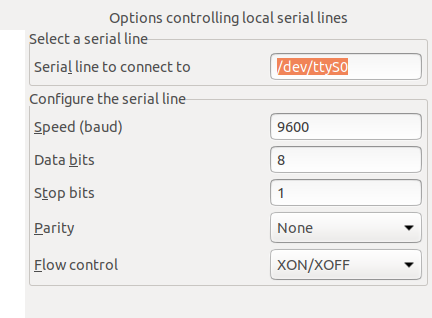 Options controlling local serial lines
Select a serial line
Serial line to connect to /dev/ttyS0
Configure the serial line
Speed (baud) 9600
Data bits 8
Stop bits 1
Parity None
Flow control XON/XOFF